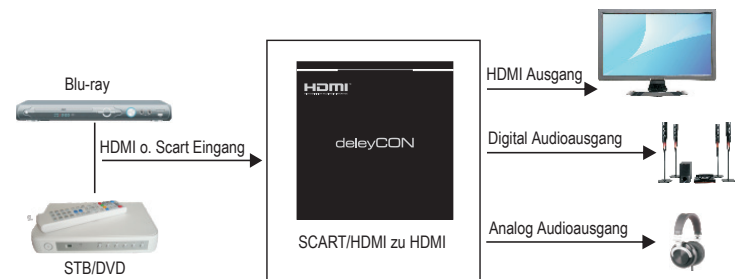 Blu-ray
HDMI o. Scart Eingang
STB/DVD
HDMI
deleyCON
SCART/HDMI zu HDMI
HDMI Ausgang
Digital Audioausgang
Analog Audioausgang